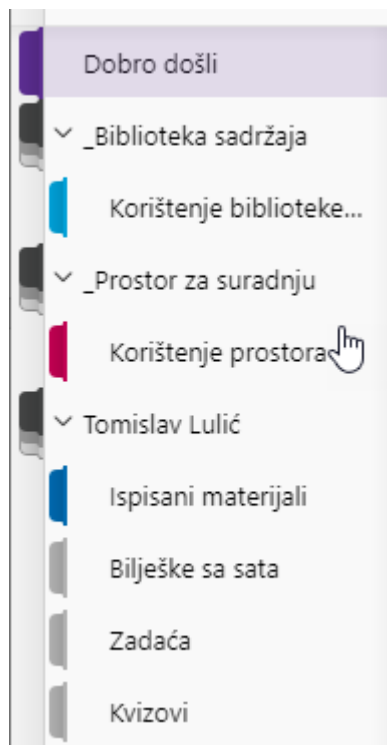 Dobro došli
_Biblioteka sadržaja
Korištenje biblioteke...
_Prostor za suradnju
Korištenje prostora
Tomislav Lulić
Ispisani materijali
Bilješke sa sata
Zadaća
Kvizovi